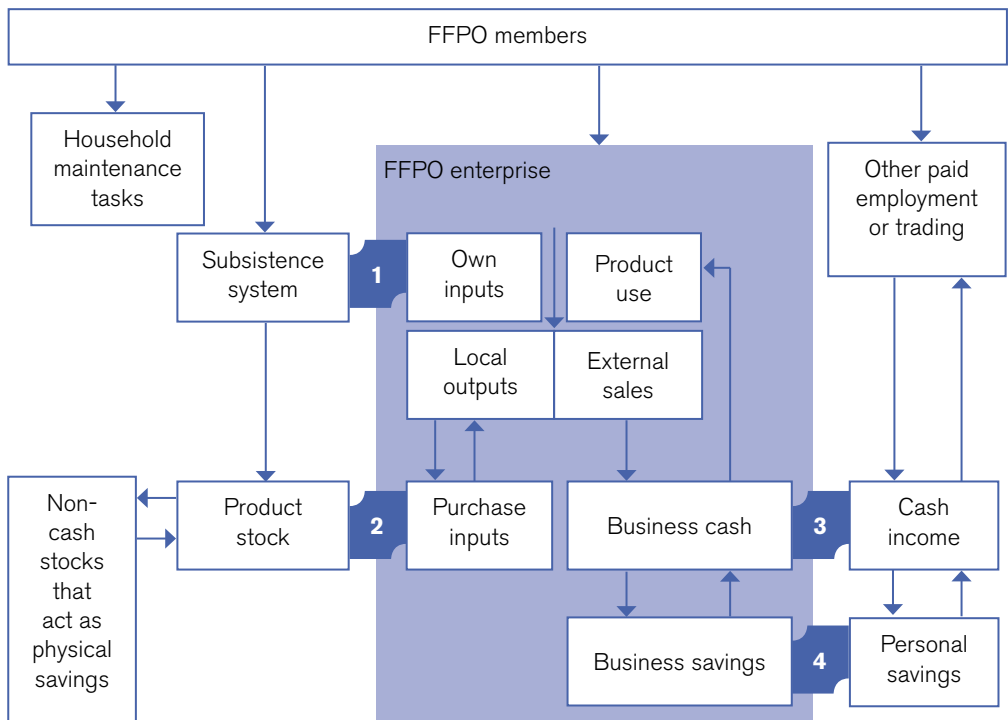 FFPO members
Household
maintenance
tasks
FFPO enterprise
Other paid
employment
or trading
Subsistence
system
1
Own
inputs
Product
use
Local
outputs
External
sales
Non-
cash
stocks
that
act as
physical
savings
Product
stock
2
Purchase
inputs
Business cash
3
Cash
income
Business savings
4
Personal
savings